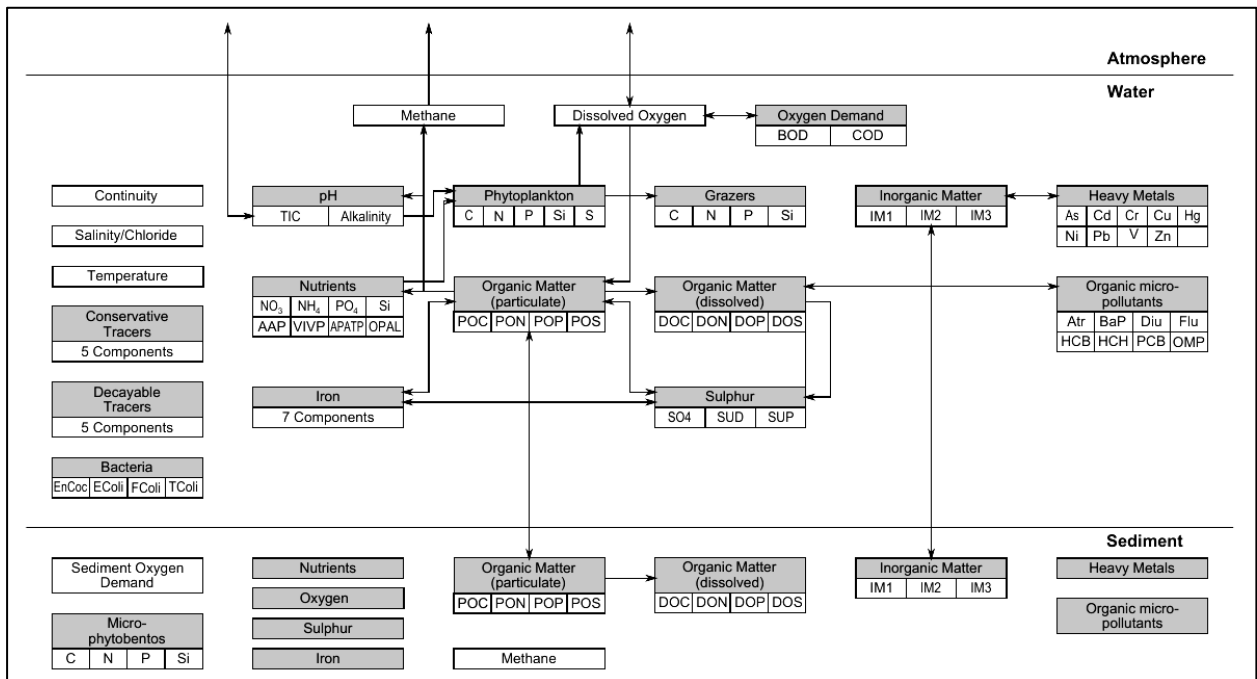 Atmosphere
Water
Methane
Dissolved Oxygen
Oxygen Demand
BOD COD
Continuity
Salinity/Chloride
Temperature
Conservative
Tracers
5 Components
Decayable
Tracers
5 Components
Bacteria
EnCoc EColi FColi TColi
pH
TIC Alkalinity
Nutrients
NO₃ NH₄ PO₄ Si
AAP VIVP APATP OPAL
Iron
7 Components
Phytoplankton
C N P Si S
Organic Matter
(particulate)
POC PON POP POS
Grazers
C N P Si
Organic Matter
(dissolved)
DOC DON DOP DOS
Sulphur
SO4 SUD SUP
Inorganic Matter
IM1 IM2 IM3
Heavy Metals
As Cd Cr Cu Hg
Ni Pb V Zn
Organic micro-
pollutants
Atr BaP Diu Flu
HCB HCH PCB OMP
Sediment
Sediment Oxygen
Demand
Micro-
phytobentos
C N P Si
Nutrients
Oxygen
Sulphur
Iron
Organic Matter
(particulate)
POC PON POP POS
Methane
Organic Matter
(dissolved)
DOC DON DOP DOS
Inorganic Matter
IM1 IM2 IM3
Heavy Metals
Organic micro-
pollutants